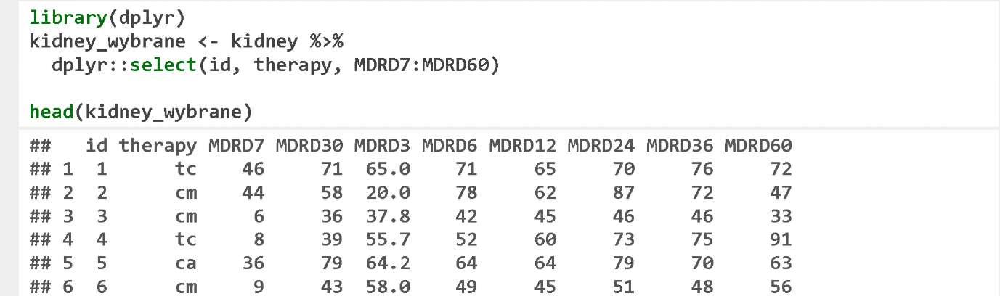 library(dplyr)
kidney_wybrane <- kidney %>%
  dplyr::select(id, therapy, MDRD7:MDRD60)
head(kidney_wybrane)
##   id therapy MDRD7 MDRD30 MDRD3 MDRD6 MDRD12 MDRD24 MDRD36 MDRD60
## 1  1      tc    46     71  65.0    71     65     70     76     72
## 2  2      cm    44     58  20.0    78     62     87     72     47
## 3  3      cm     6     36  37.8    42     45     46     46     33
## 4  4      tc     8     39  55.7    52     60     73     75     91
## 5  5      ca    36     79  64.2    64     64     79     70     63
## 6  6      cm     9     43  58.0    49     45     51     48     56